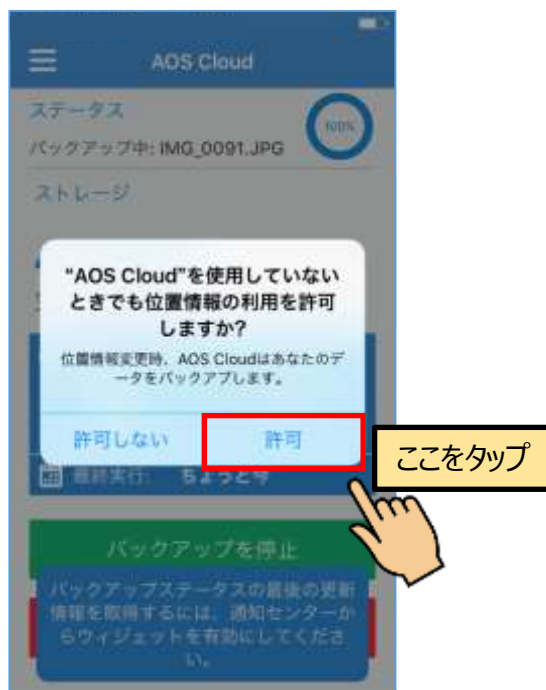 AOS Cloud
ステータス
100%
バックアップ中: IMG_0091.JPG
ストレージ
"AOS Cloud"を使用していない
ときでも位置情報の利用を許可
しますか?
位置情報変更時、AOS Cloudはあなたのデ
ータをバックアプします。
許可しない
許可
ここをタップ
最終実行: ちょうど今
バックアップを停止
バックアップステータスの最後の更新
情報を取得するには、通知センターか
らウィジェットを有効にしてくださ
い。